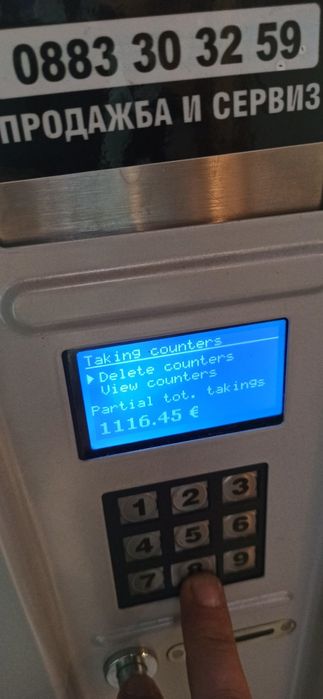 0883 30 32 59
ПРОДАЖБА И СЕРВИЗ
Taking counters
Delete counters
View counters
Partial tot. takings
1116.45 €
1 2 3
4 5 6
7 8 9